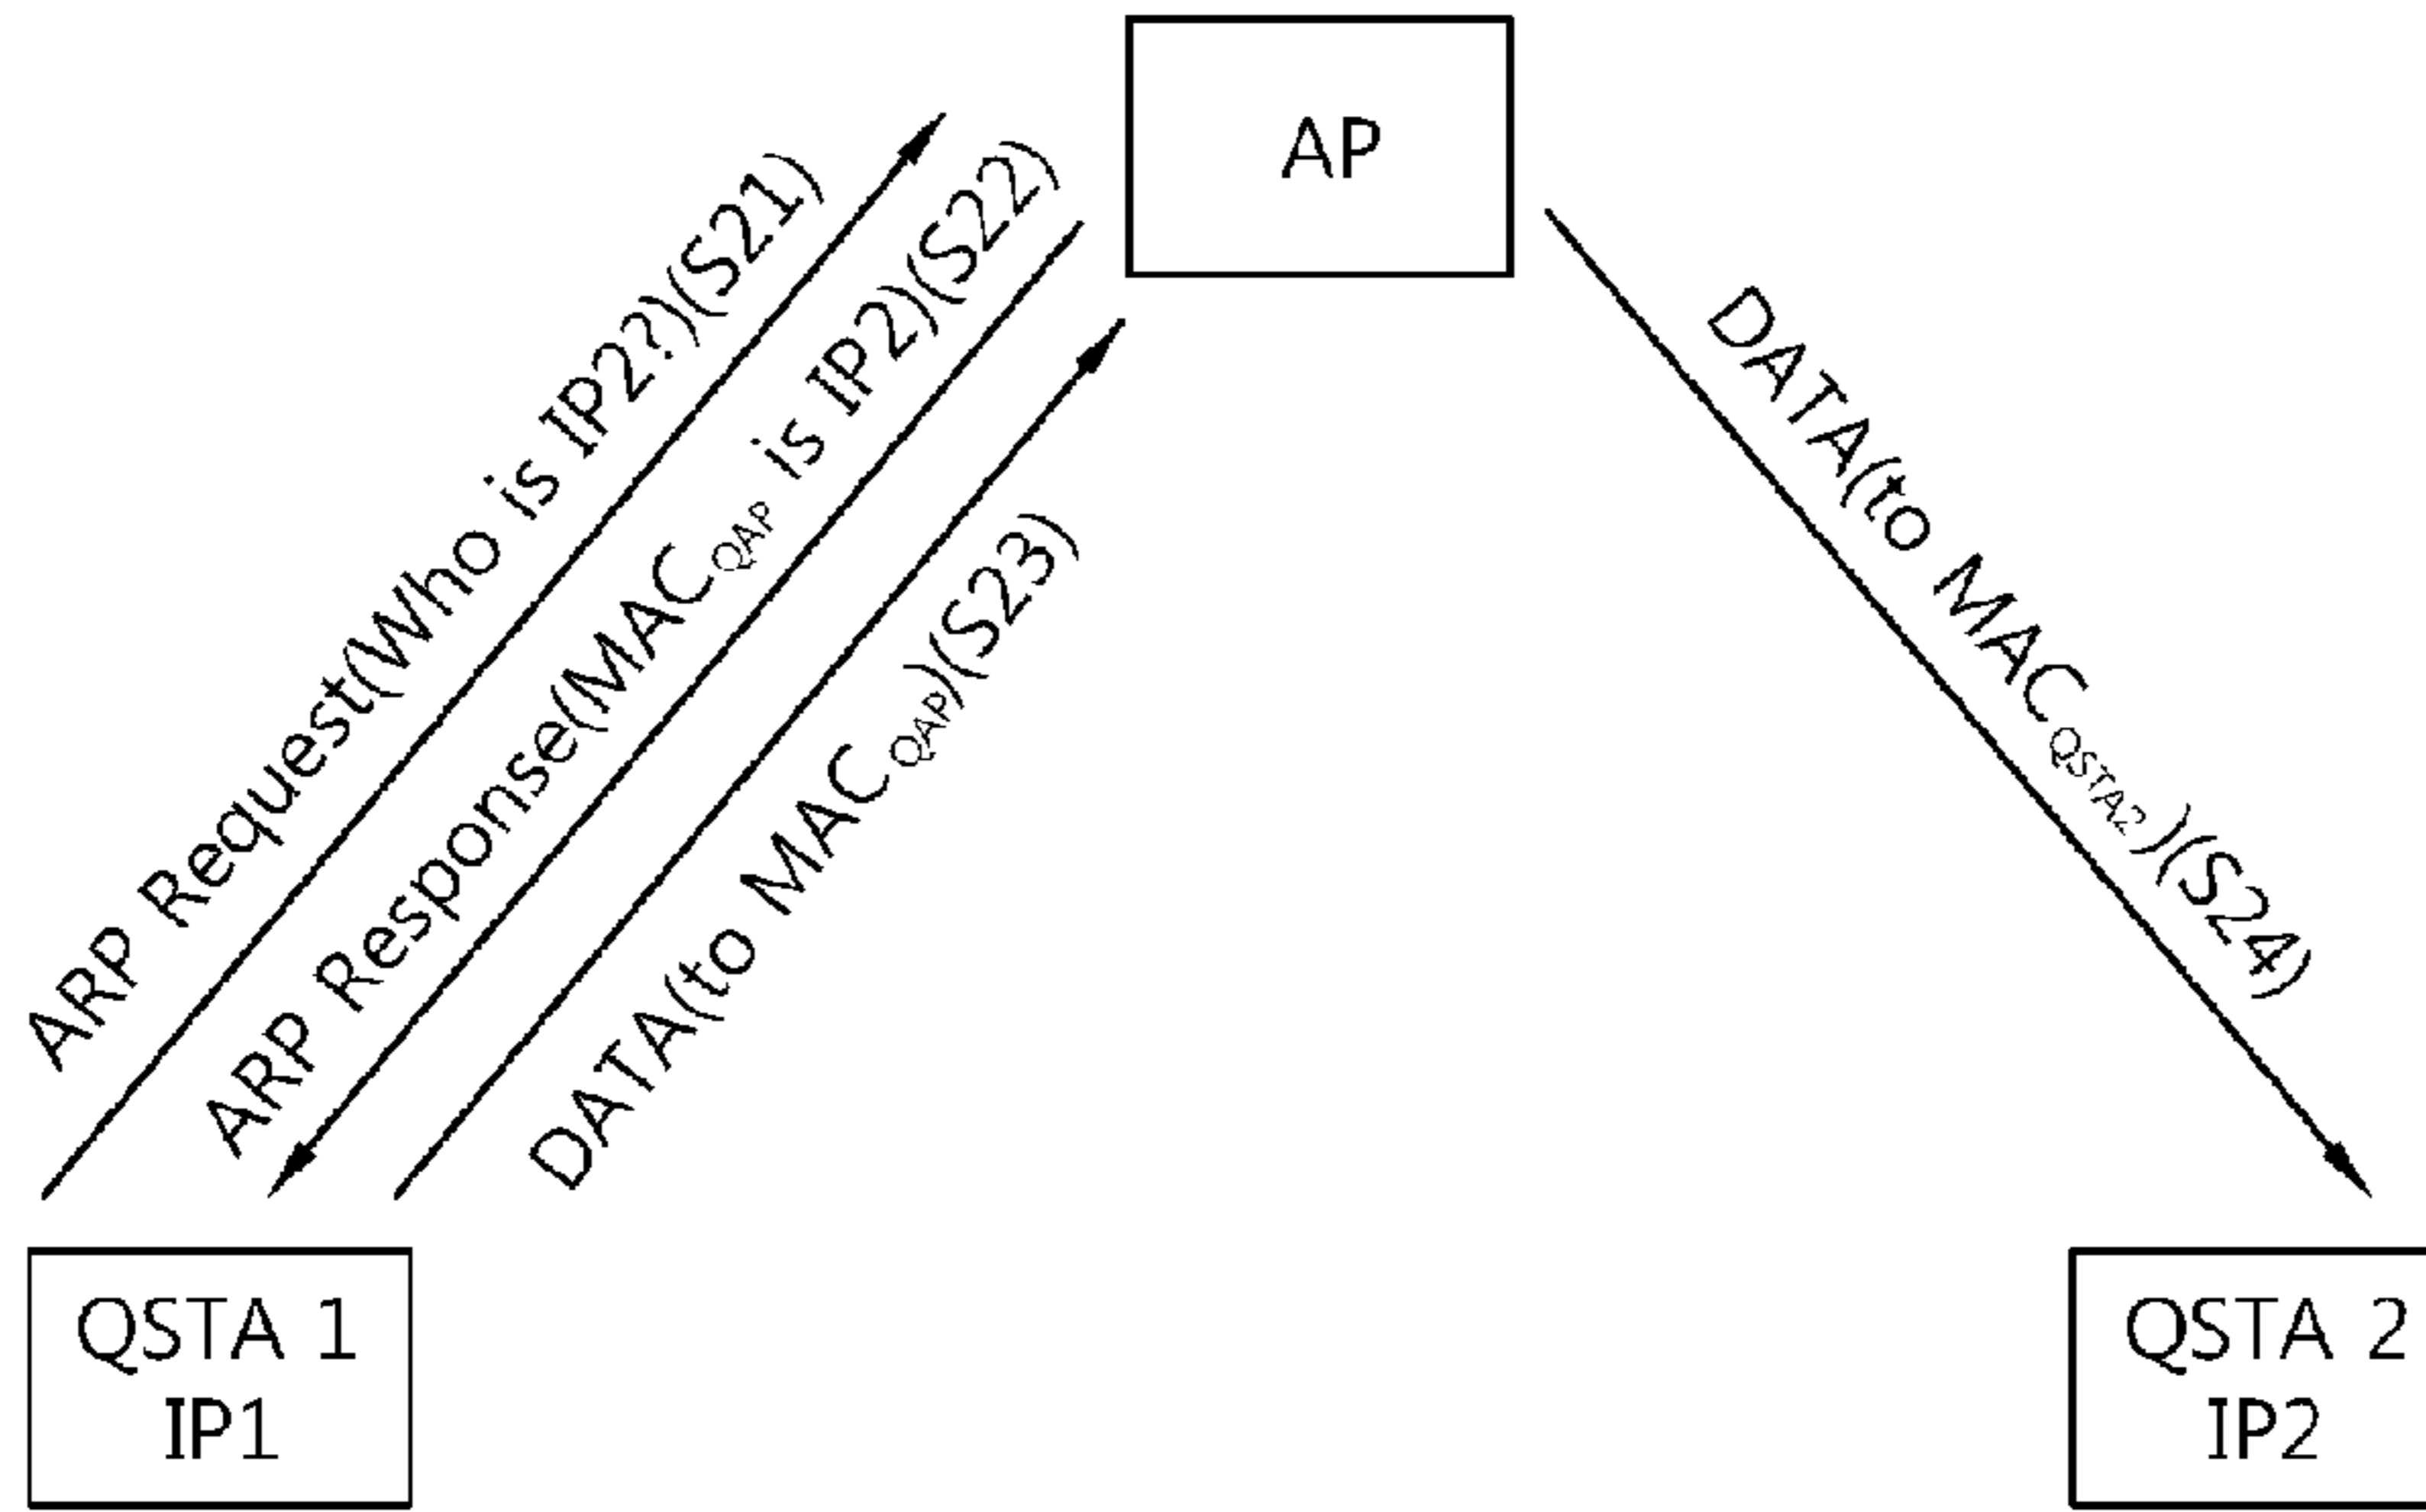 AP
ARP Request(Who is IP2?)(S21)
ARP Response(MACQAP is IP2)(S22)
DATA(to MACQAP)(S23)
DATA(to MACQSTA2)(S24)
QSTA 1
IP1
QSTA 2
IP2